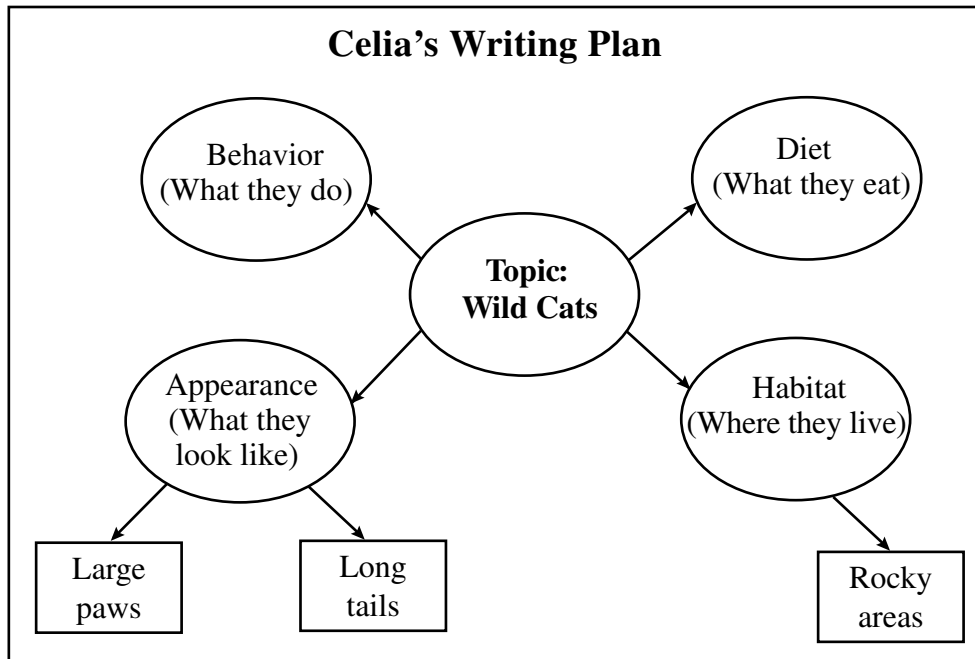 Celia's Writing Plan
Behavior
(What they do)
Diet
(What they eat)
Topic:
Wild Cats
Appearance
(What they
look like)
Habitat
(Where they live)
Large
paws
Long
tails
Rocky
areas